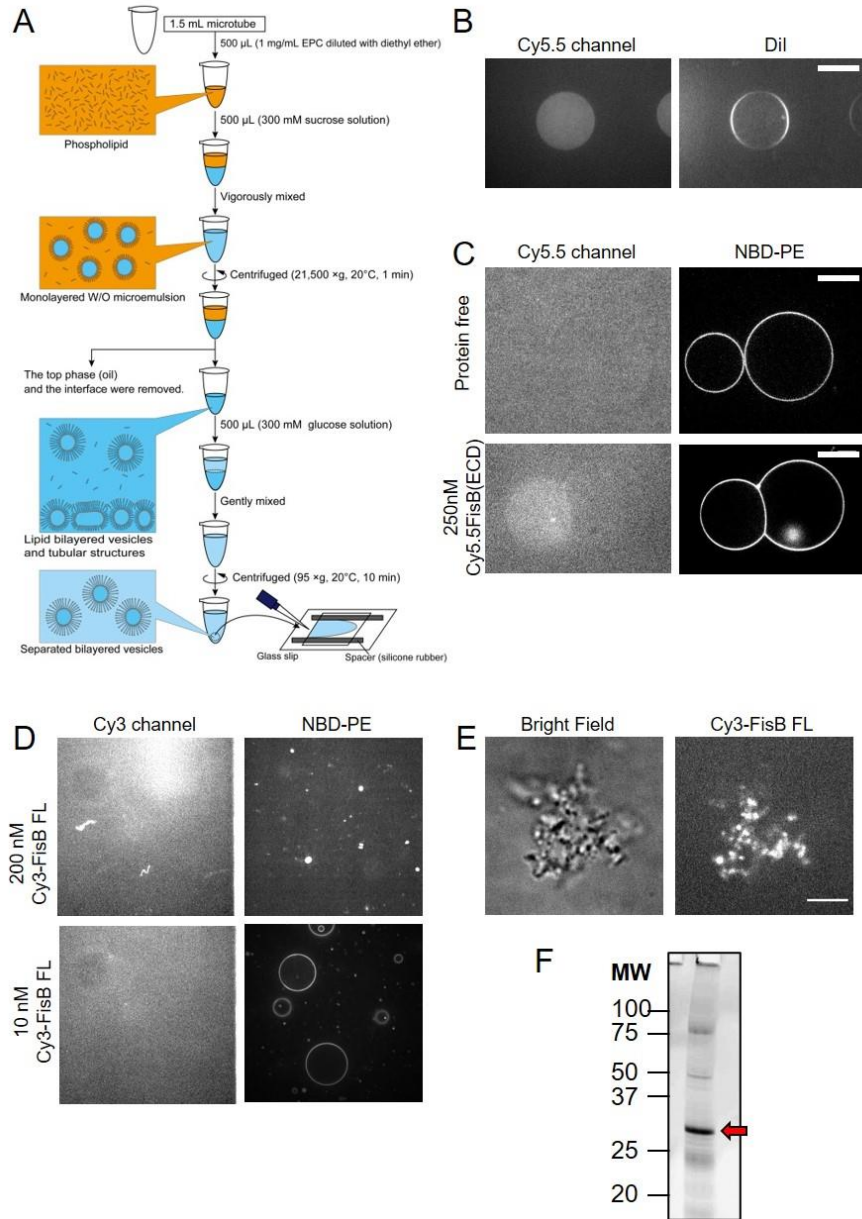 A
1.5 mL microtube
500 µL (1 mg/mL EPC diluted with diethyl ether)
Phospholipid
500 µL (300 mM sucrose solution)
Vigorously mixed
Monolayered W/O microemulsion
Centrifuged (21,500 ×g, 20°C, 1 min)
The top phase (oil)
and the interface were removed.
500 µL (300 mM glucose solution)
Gently mixed
Lipid bilayered vesicles
and tubular structures
Centrifuged (95 ×g, 20°C, 10 min)
Separated bilayered vesicles
Glass slip
Spacer (silicone rubber)
B
Cy5.5 channel
DiI
C
Cy5.5 channel
NBD-PE
Protein free
250nM
Cy5.5FisB(ECD)
D
Cy3 channel
NBD-PE
200 nM
Cy3-FisB FL
10 nM
Cy3-FisB FL
E
Bright Field
Cy3-FisB FL
F
MW
100
75
50
37
25
20